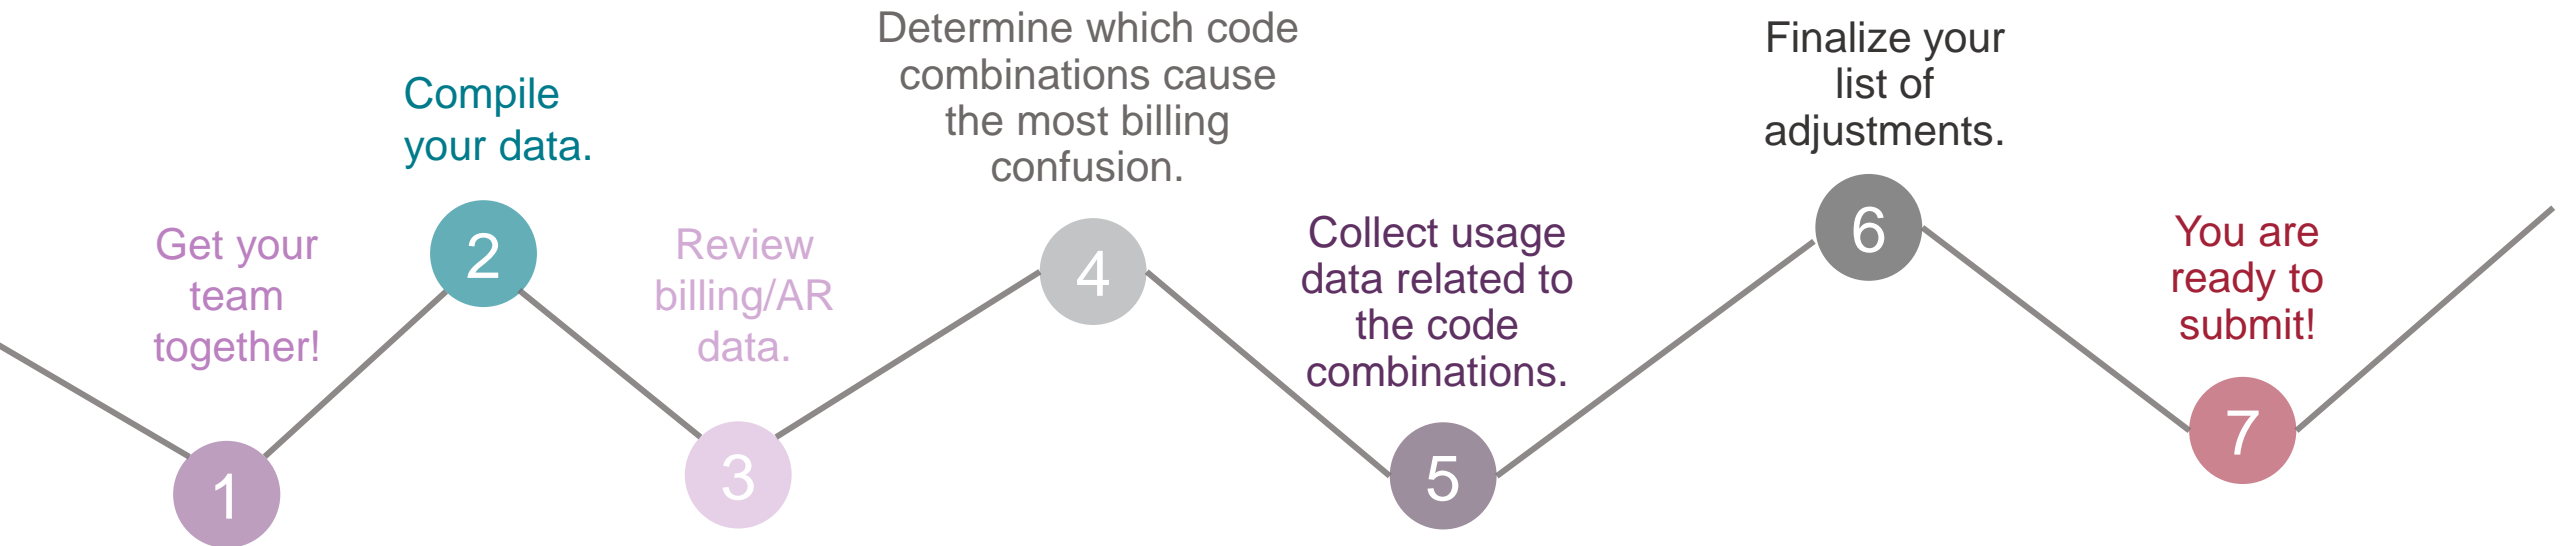 Get your
team
together!
1
Compile
your data.
2
Review
billing/AR
data.
3
Determine which code
combinations cause
the most billing
confusion.
4
Collect usage
data related to
the code
combinations.
5
Finalize your
list of
adjustments.
6
You are
ready to
submit!
7